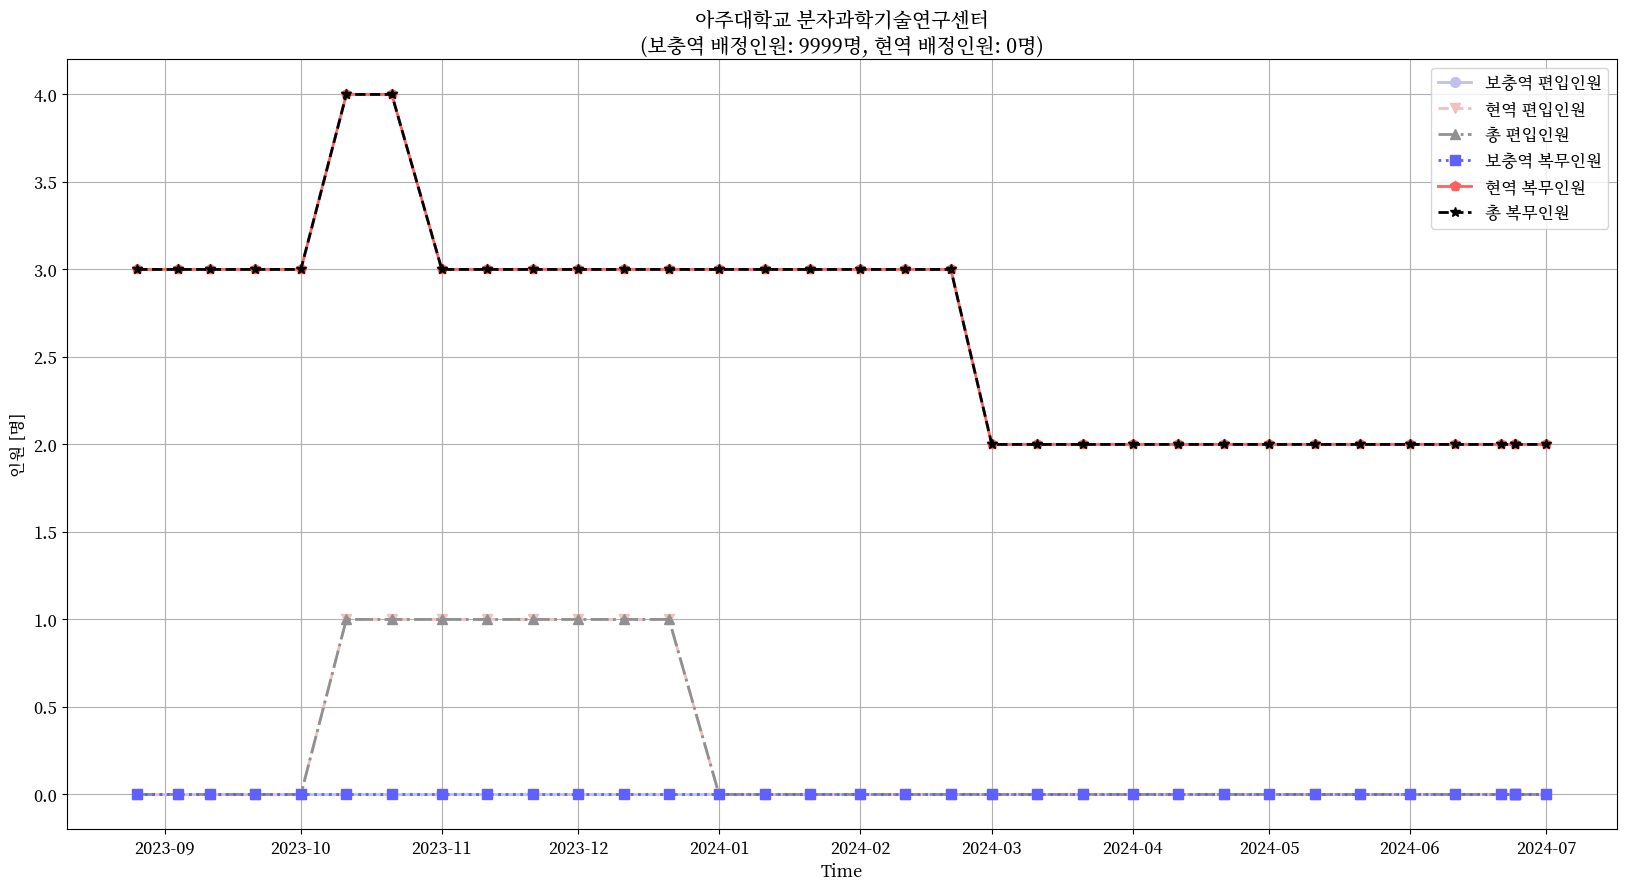 아주대학교 분자과학기술연구센터
(보충역 배정인원: 9999명, 현역 배정인원: 0명)
보충역 편입인원
현역 편입인원
총 편입인원
보충역 복무인원
현역 복무인원
총 복무인원
인원 [명]
4.0
3.5
3.0
2.5
2.0
1.5
1.0
0.5
0.0
2023-09 2023-10 2023-11 2023-12 2024-01 2024-02 2024-03 2024-04 2024-05 2024-06 2024-07
Time